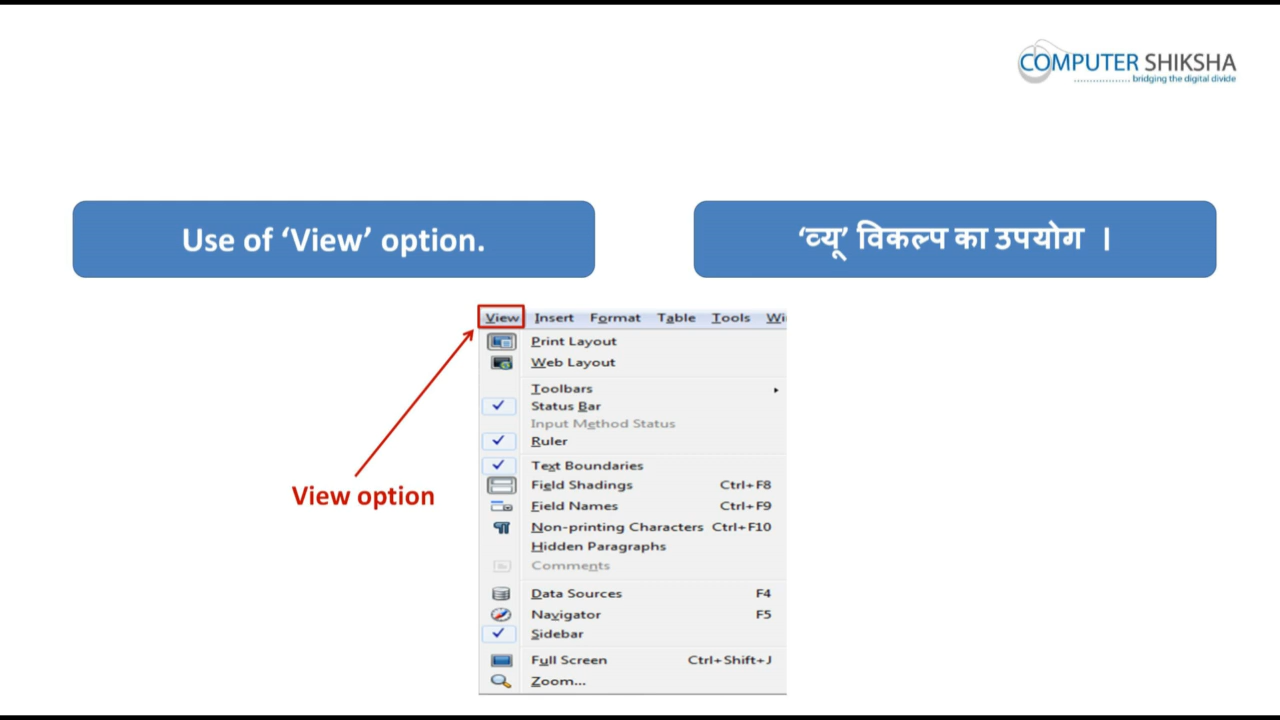 COMPUTER SHIKSHA
.................. bridging the digital divide
Use of ‘View’ option.
‘व्यू’ विकल्प का उपयोग ।
View Insert Format Table Tools Wi
Print Layout
Web Layout
Toolbars
Status Bar
Input Method Status
Ruler
Text Boundaries
Field Shadings Ctrl+F8
Field Names Ctrl+F9
Non-printing Characters Ctrl+F10
Hidden Paragraphs
Comments
Data Sources F4
Navigator F5
Sidebar
Full Screen Ctrl+Shift+J
Zoom...
View option